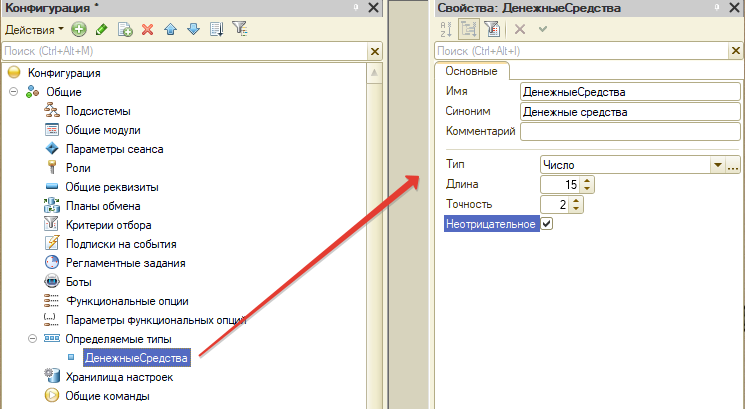 Конфигурация *
Действия
Поиск (Ctrl+Alt+M)
Конфигурация
Общие
Подсистемы
Общие модули
Параметры сеанса
Роли
Общие реквизиты
Планы обмена
Критерии отбора
Подписки на события
Регламентные задания
Боты
Функциональные опции
Параметры функциональных опций
Определяемые типы
ДенежныеСредства
Хранилища настроек
Общие команды
Свойства: ДенежныеСредства
Поиск (Ctrl+Alt+I)
Основные
Имя ДенежныеСредства
Синоним Денежные средства
Комментарий
Тип Число
Длина 15
Точность 2
Неотрицательное